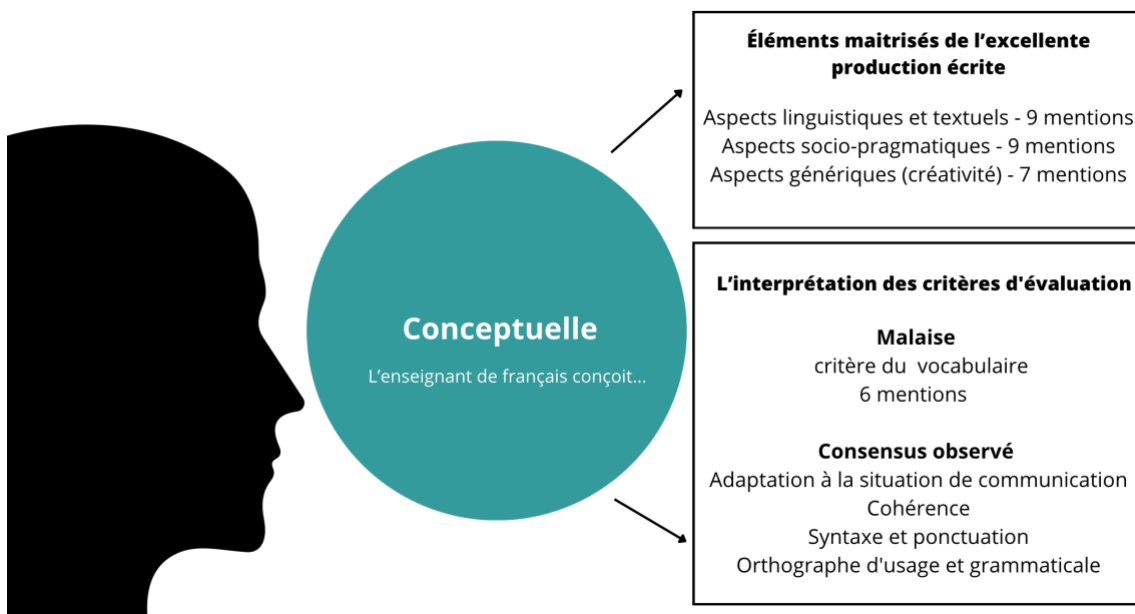 Éléments maitrisés de l’excellente
production écrite
Aspects linguistiques et textuels - 9 mentions
Aspects socio-pragmatiques - 9 mentions
Aspects génériques (créativité) - 7 mentions
Conceptuelle
L’enseignant de français conçoit...
L’interprétation des critères d'évaluation
Malaise
critère du vocabulaire
6 mentions
Consensus observé
Adaptation à la situation de communication
Cohérence
Syntaxe et ponctuation
Orthographe d'usage et grammaticale